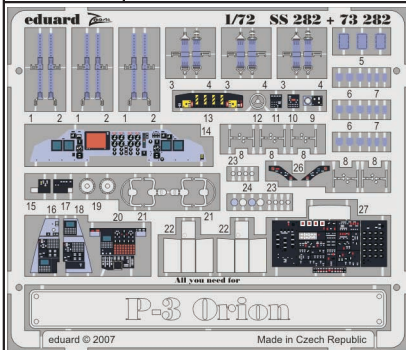 eduard Zoom 1/72 SS 282 + 73 282
5
3 4 3 4 3 4
6 7
1 2 1 2 1 2
13 12 11 10 9
6 7
14
8 8
23 8 26 8 8
15 16 17 18 19 20 21
24 23
21
22 22 27
All you need for
P-3 Orion
eduard © 2007 Made in Czech Republic